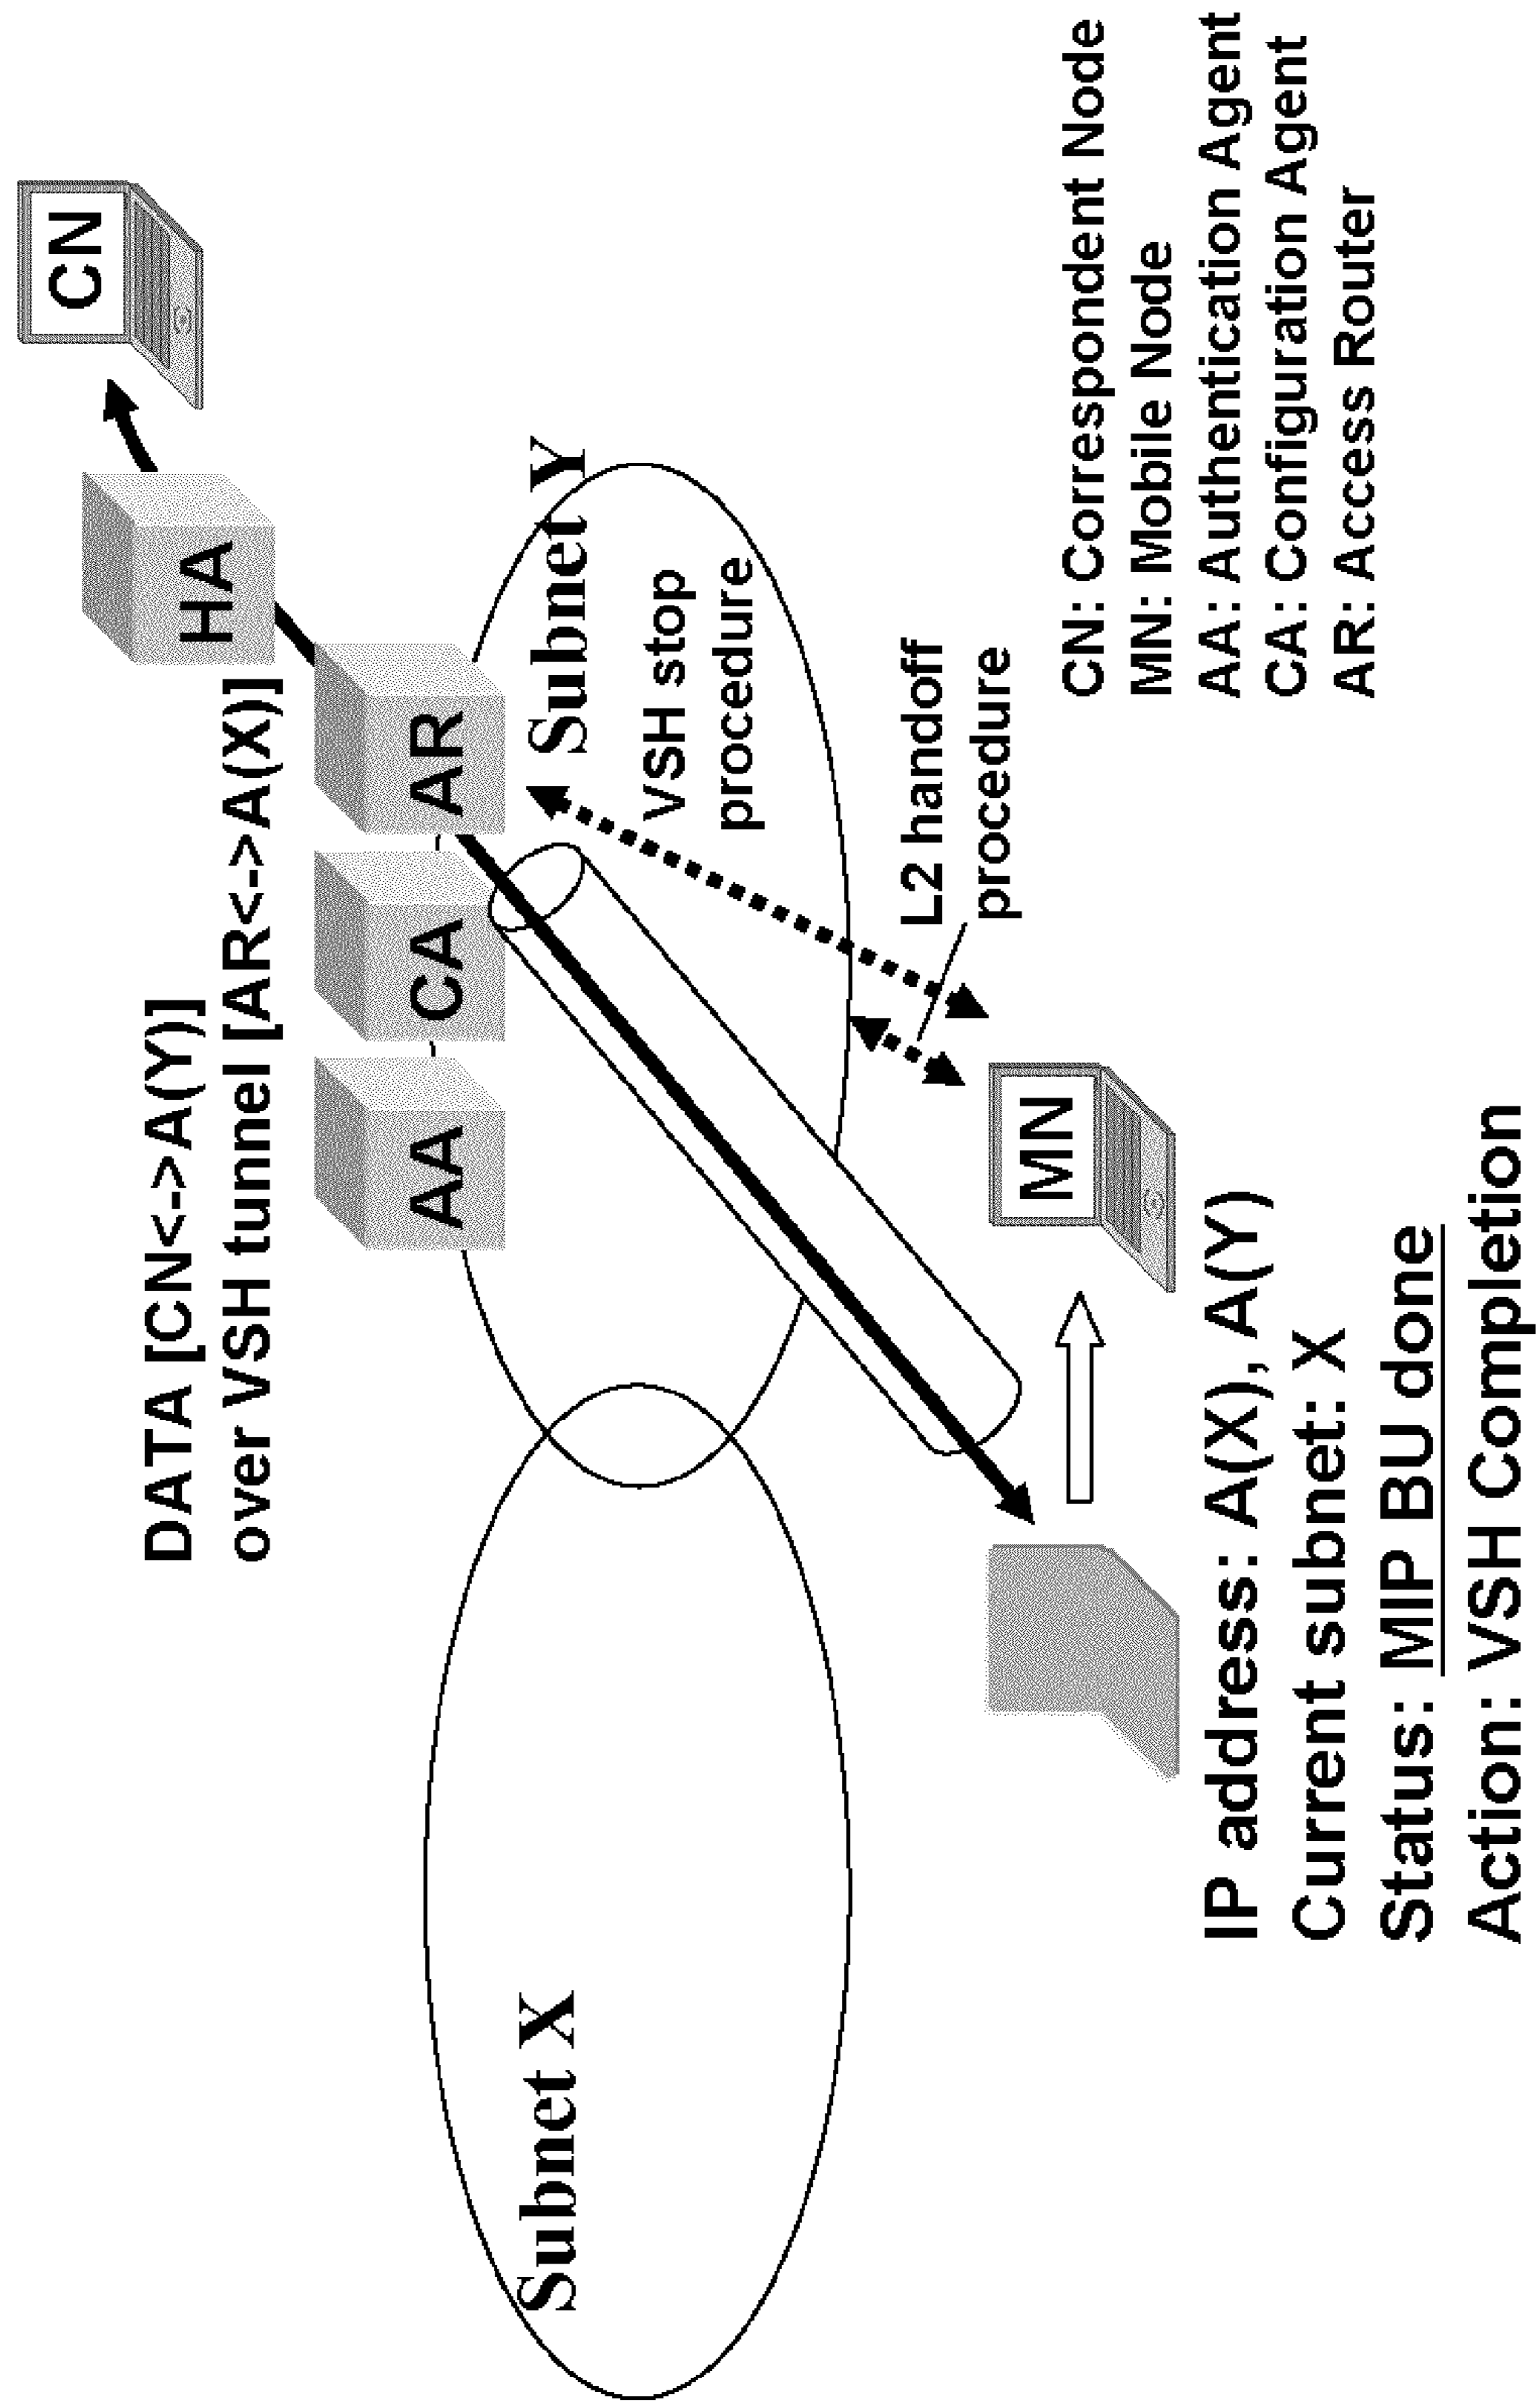 CN
HA
DATA [CN<->A(Y)]
over VSH tunnel [AR<->A(X)]
AA
CA
AR
Subnet X
Subnet Y
VSH stop
procedure
L2 handoff
procedure
MN
IP address: A(X), A(Y)
Current subnet: X
Status: MIP BU done
Action: VSH Completion
CN: Correspondent Node
MN: Mobile Node
AA: Authentication Agent
CA: Configuration Agent
AR: Access Router